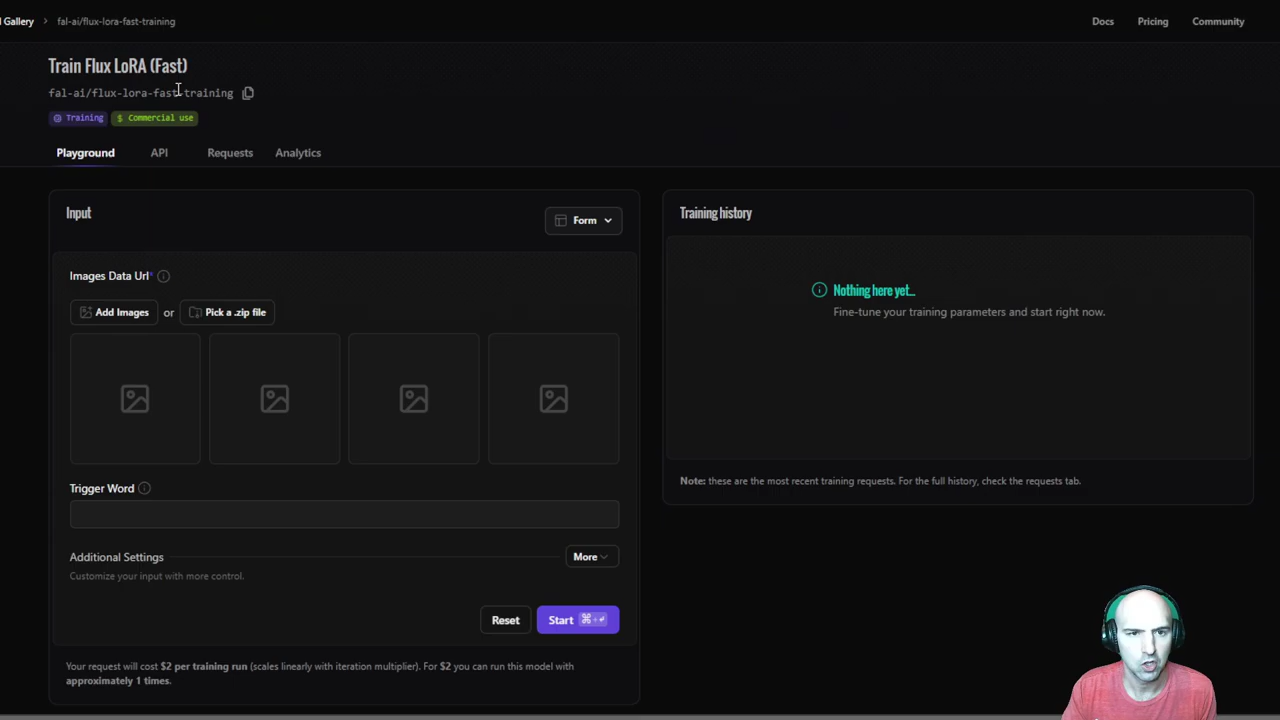 Gallery > fal-ai/flux-lora-fast-training
Docs Pricing Community
Train Flux LoRA (Fast)
fal-ai/flux-lora-fast-training
Training $ Commercial use
Playground API Requests Analytics
Input
Form
Images Data Url*
Add Images or Pick a .zip file
Trigger Word
Additional Settings
More
Customize your input with more control.
Reset Start ⌘+⏎
Your request will cost $2 per training run (scales linearly with iteration multiplier). For $2 you can run this model with
approximately 1 times.
Training history
Nothing here yet...
Fine-tune your training parameters and start right now.
Note: these are the most recent training requests. For the full history, check the requests tab.